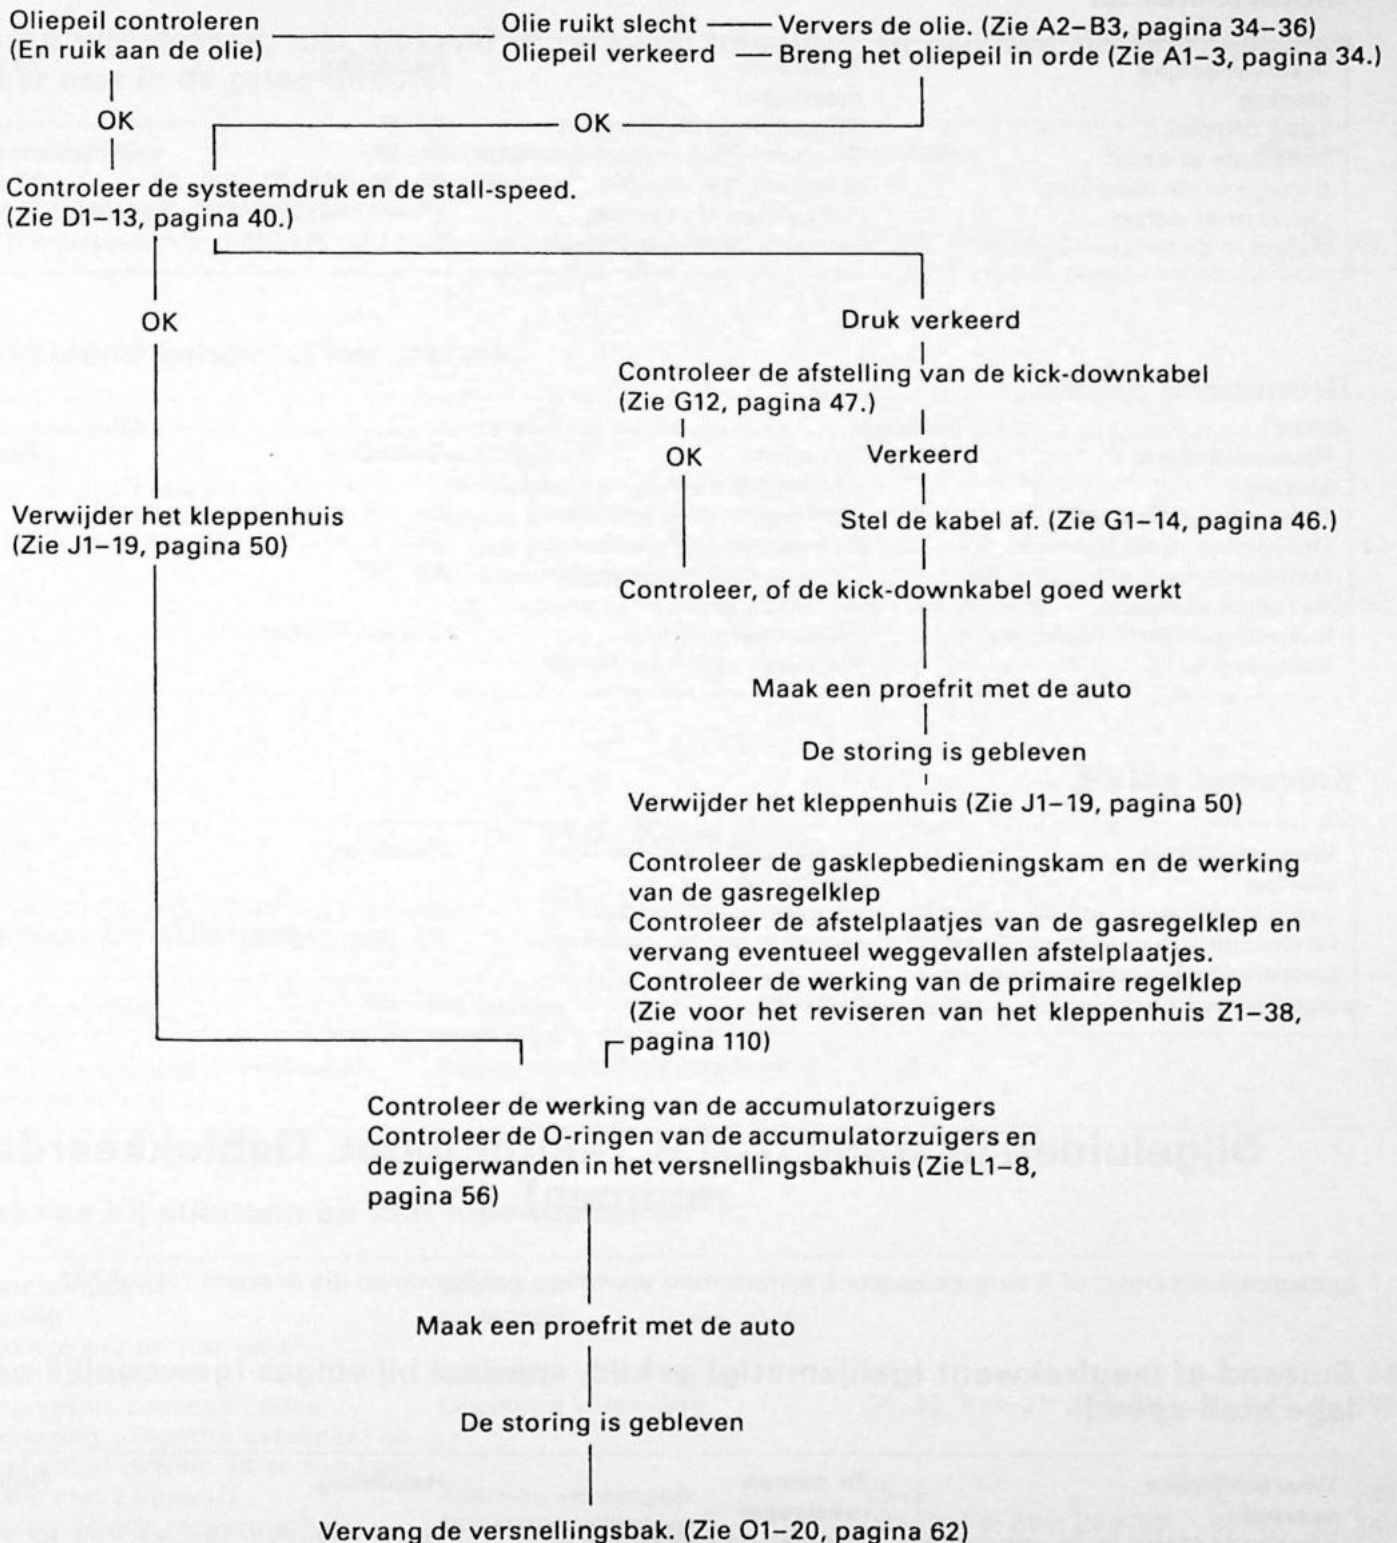 Oliepeil controleren
(En ruik aan de olie)
Olie ruikt slecht
Ververs de olie. (Zie A2–B3, pagina 34–36)
Oliepeil verkeerd
Breng het oliepeil in orde (Zie A1–3, pagina 34.)
OK
OK
Controleer de systeemdruk en de stall-speed.
(Zie D1–13, pagina 40.)
OK
Druk verkeerd
Controleer de afstelling van de kick-downkabel
(Zie G12, pagina 47.)
OK
Verkeerd
Verwijder het kleppenhuis
(Zie J1–19, pagina 50)
Stel de kabel af. (Zie G1–14, pagina 46.)
Controleer, of de kick-downkabel goed werkt
Maak een proefrit met de auto
De storing is gebleven
Verwijder het kleppenhuis (Zie J1–19, pagina 50)
Controleer de gasklepbedieningskam en de werking
van de gasregelklep
Controleer de afstelplaatjes van de gasregelklep en
vervang eventueel weggevallen afstelplaatjes.
Controleer de werking van de primaire regelklep
(Zie voor het reviseren van het kleppenhuis Z1–38,
pagina 110)
Controleer de werking van de accumulatorzuigers
Controleer de O-ringen van de accumulatorzuigers en
de zuigerwanden in het versnellingsbakhuis (Zie L1–8,
pagina 56)
Maak een proefrit met de auto
De storing is gebleven
Vervang de versnellingsbak. (Zie O1–20, pagina 62)